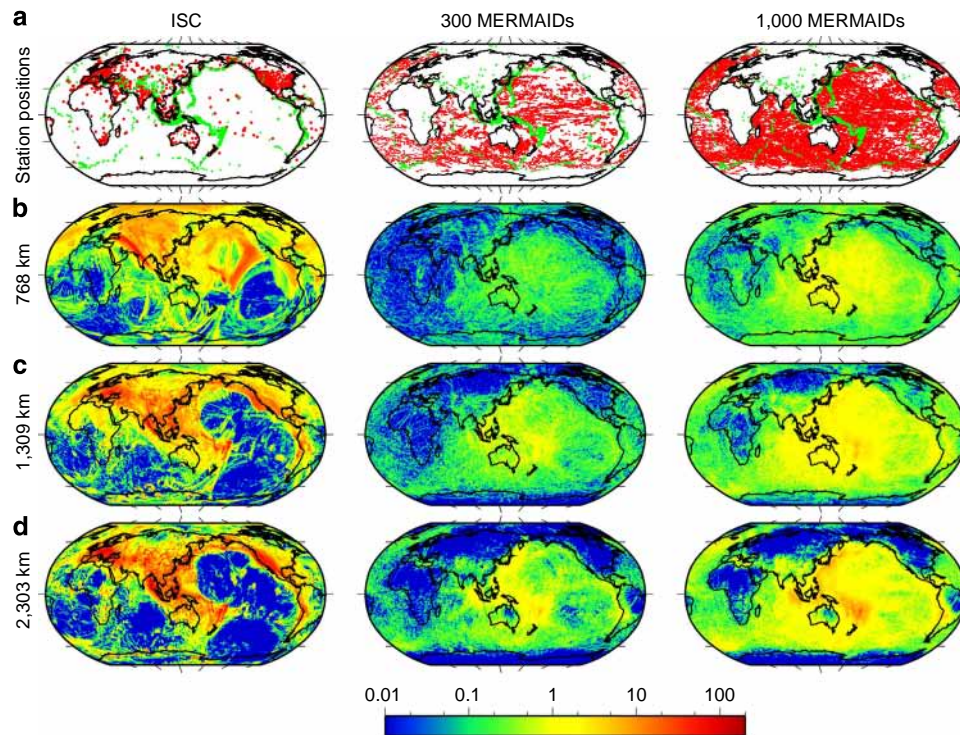 a
ISC
300 MERMAIDs
1,000 MERMAIDs
Station positions
b
768 km
c
1,309 km
d
2,303 km
0.01
0.1
1
10
100